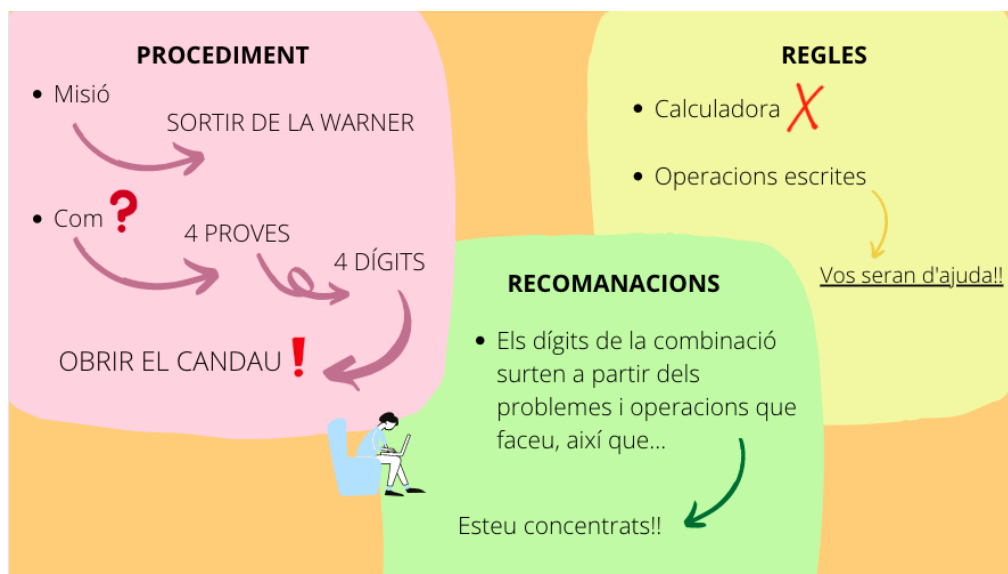 PROCEDIMENT
• Misió
SORTIR DE LA WARNER
• Com ?
4 PROVES
4 DÍGITS
OBRIR EL CANDAU !
RECOMANACIONS
• Els dígits de la combinació
surten a partir dels
problemes i operacions que
faceu, així que...
Esteu concentrats!!
REGLES
• Calculadora X
• Operacions escrites
Vos seran d'ajuda!!